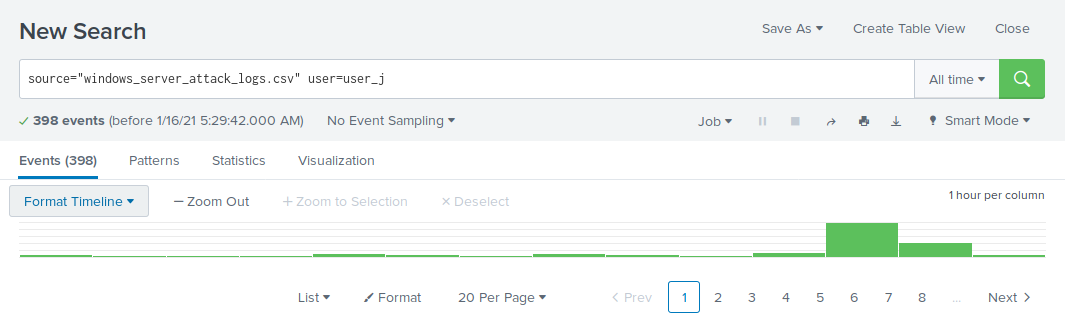 New Search
Save As
Create Table View
Close
source="windows_server_attack_logs.csv" user=user_j
All time
398 events (before 1/16/21 5:29:42.000 AM)
No Event Sampling
Job
Smart Mode
Events (398)
Patterns
Statistics
Visualization
Format Timeline
− Zoom Out
+ Zoom to Selection
× Deselect
1 hour per column
List
Format
20 Per Page
< Prev
1
2
3
4
5
6
7
8
...
Next >